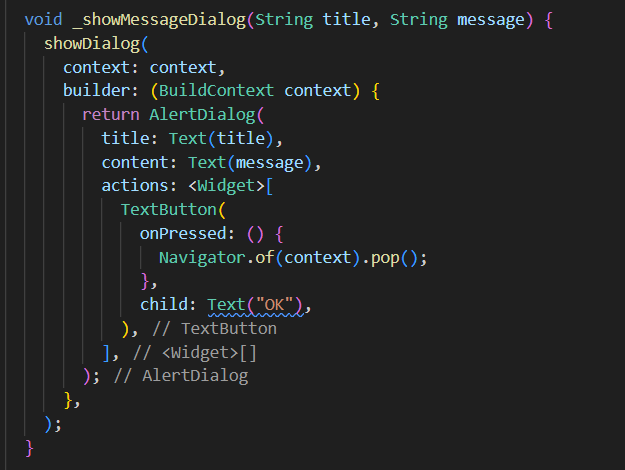 void _showMessageDialog(String title, String message) {
  showDialog(
    context: context,
    builder: (BuildContext context) {
      return AlertDialog(
        title: Text(title),
        content: Text(message),
        actions: <Widget>[
          TextButton(
            onPressed: () {
              Navigator.of(context).pop();
            },
            child: Text("OK"),
          ), // TextButton
        ], // <Widget>[]
      ); // AlertDialog
    },
  );
}